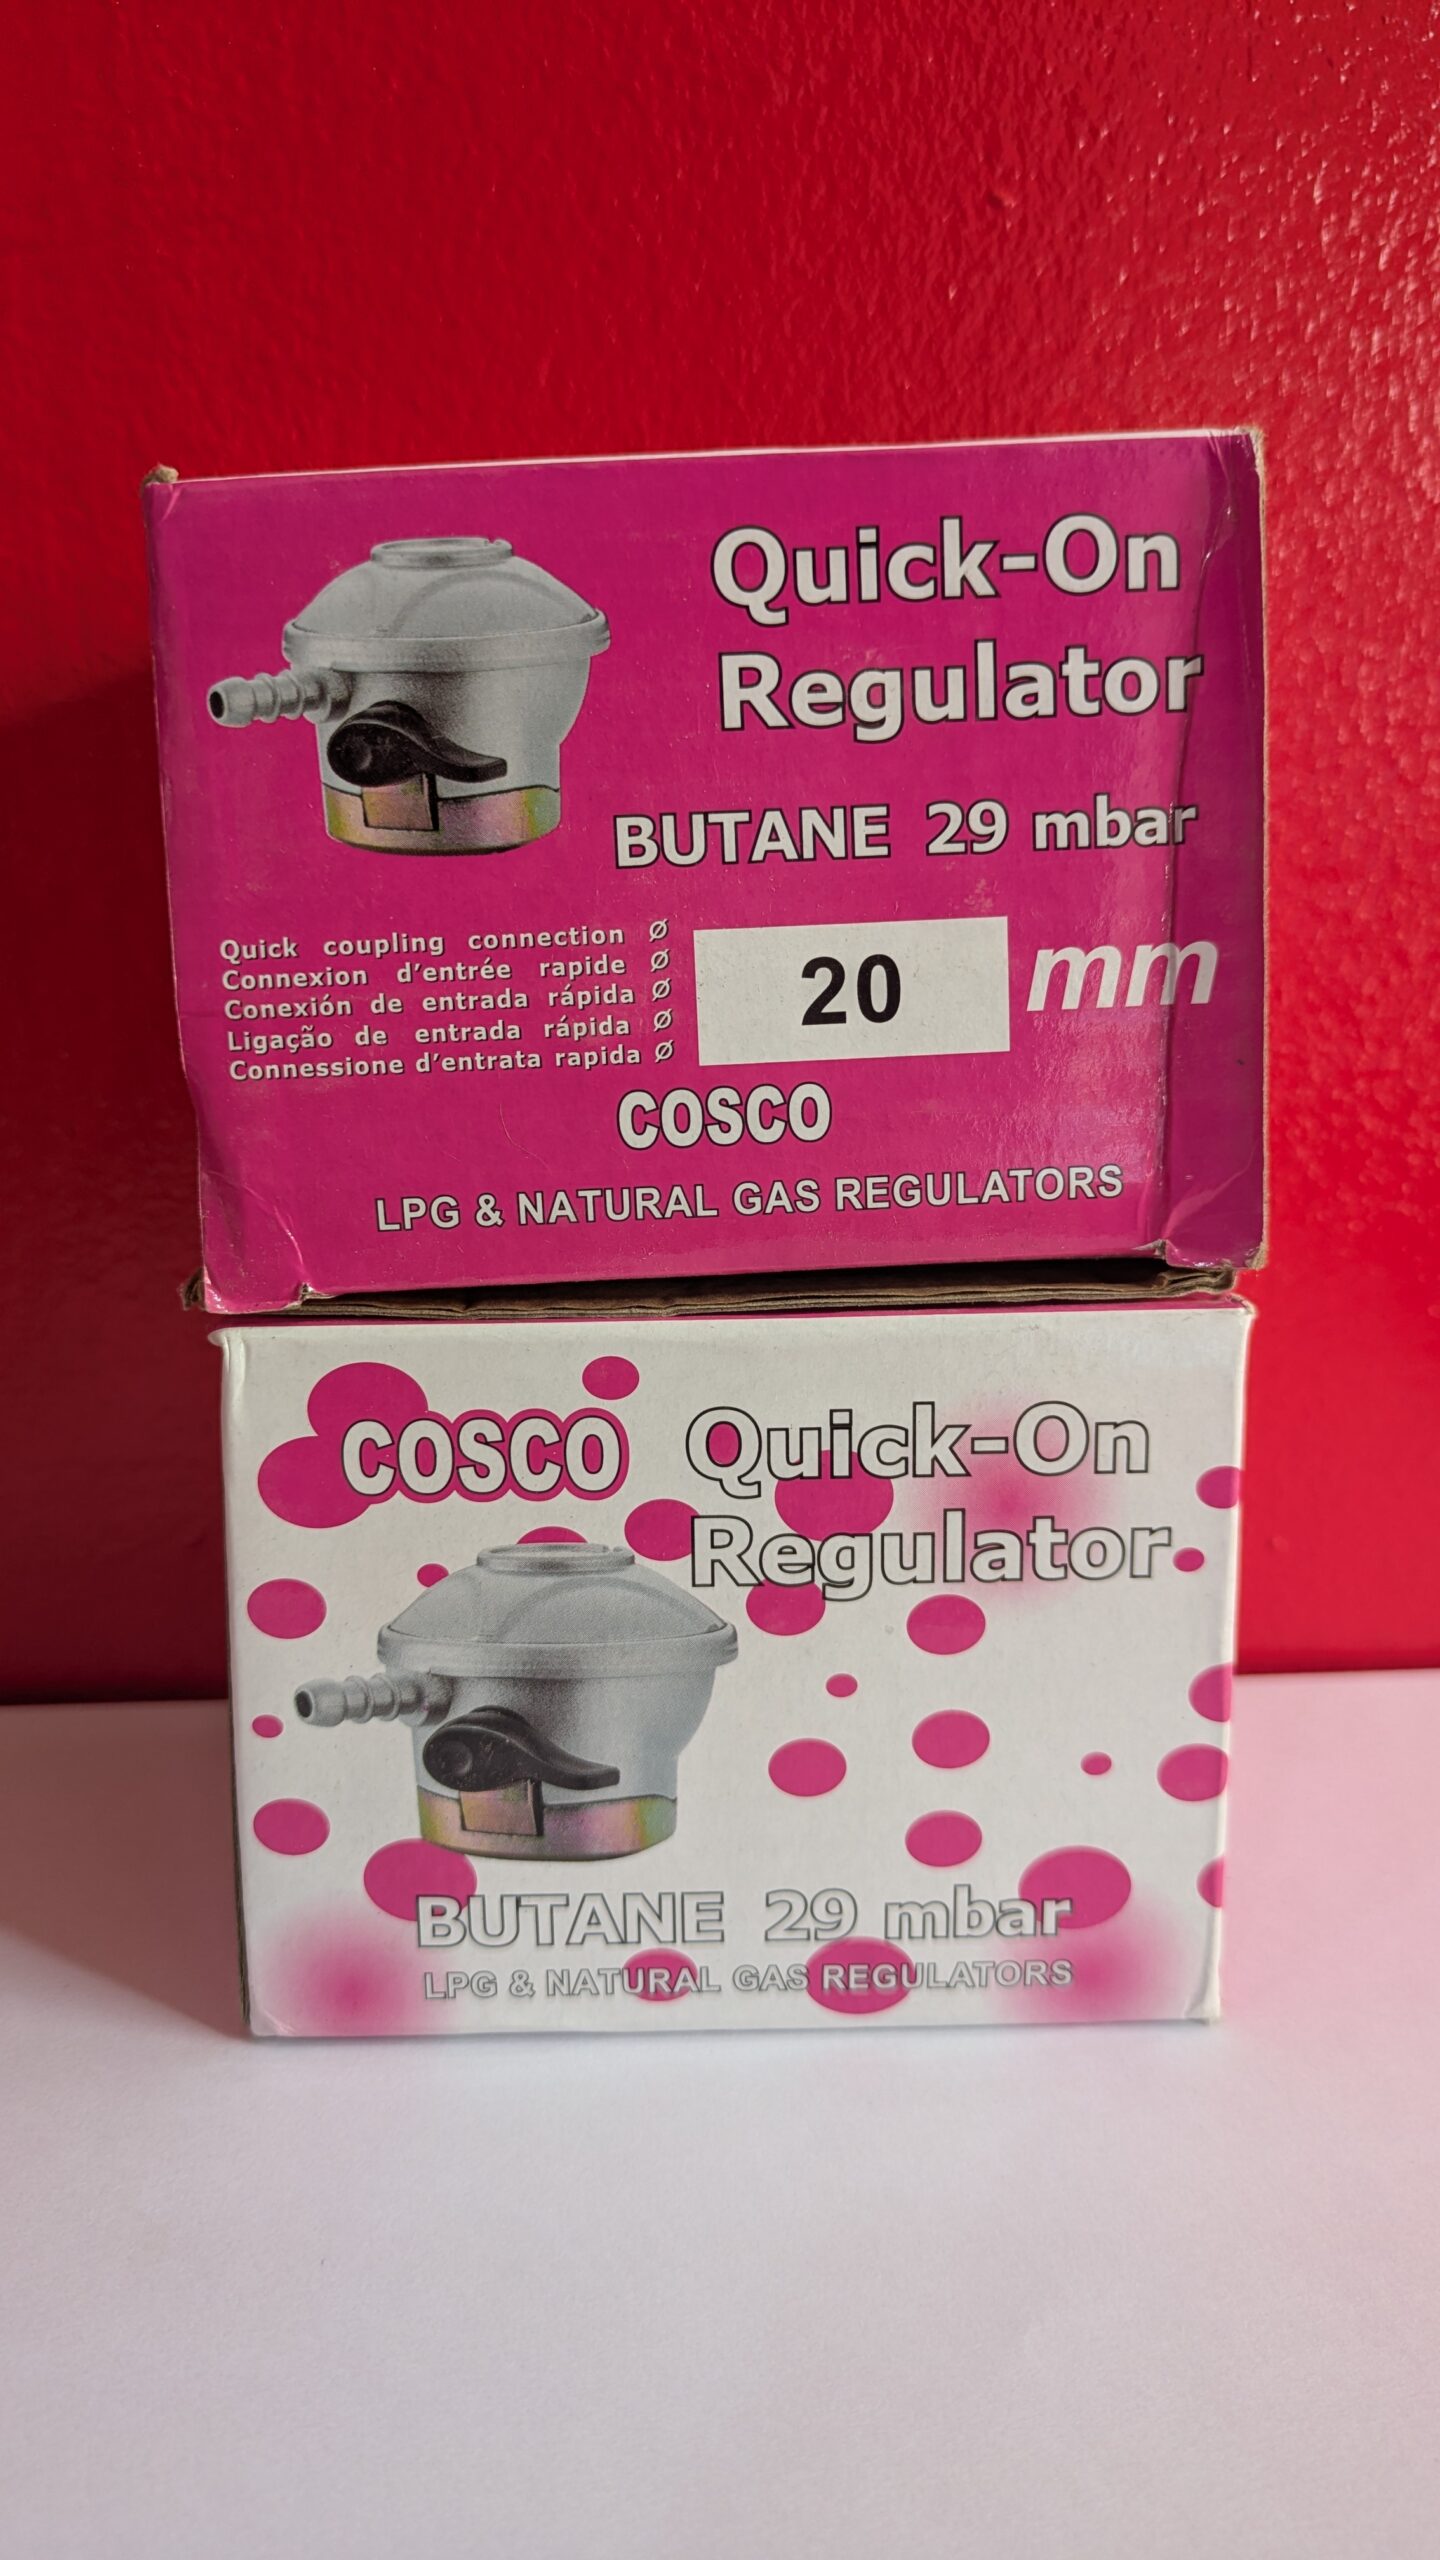 Quick-On
Regulator
BUTANE 29 mbar
Quick coupling connection Ø
Connexion d'entrée rapide Ø
Conexión de entrada rápida Ø
Ligação de entrada rápida Ø
Connessione d'entrata rapida Ø
20 mm
COSCO
LPG & NATURAL GAS REGULATORS
COSCO Quick-On
Regulator
BUTANE 29 mbar
LPG & NATURAL GAS REGULATORS